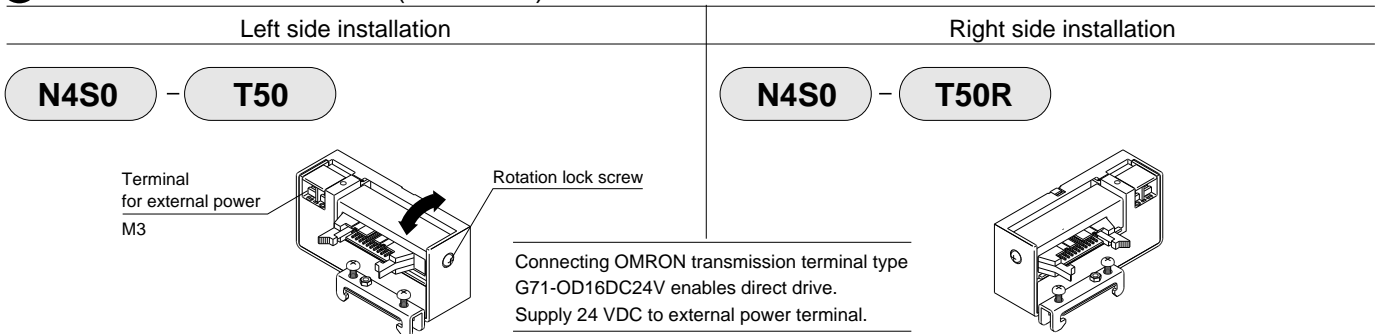 Left side installation
Right side installation
N4S0 – T50
N4S0 – T50R
Terminal
for external power
M3
Rotation lock screw
Connecting OMRON transmission terminal type
G71-OD16DC24V enables direct drive.
Supply 24 VDC to external power terminal.